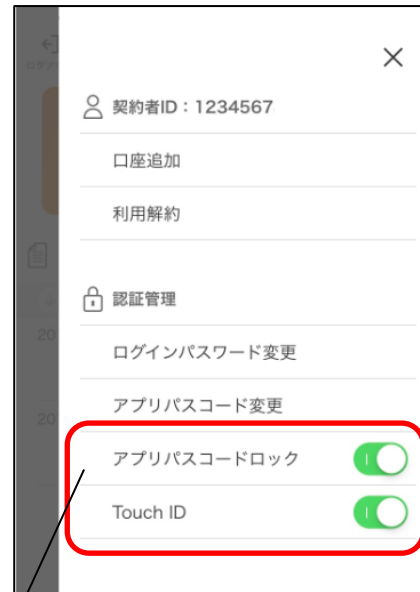 契約者ID：1234567
口座追加
利用解約
認証管理
ログインパスワード変更
アプリパスコード変更
アプリパスコードロック
Touch ID
20
20